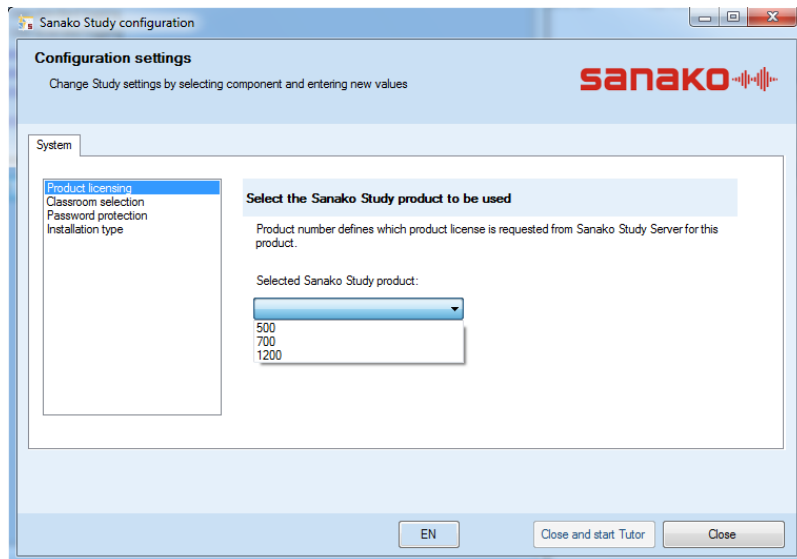 Sanako Study configuration
Configuration settings
Change Study settings by selecting component and entering new values
sanako
System
Product licensing
Classroom selection
Password protection
Installation type
Select the Sanako Study product to be used
Product number defines which product license is requested from Sanako Study Server for this
product.
Selected Sanako Study product:
500
700
1200
EN
Close and start Tutor
Close